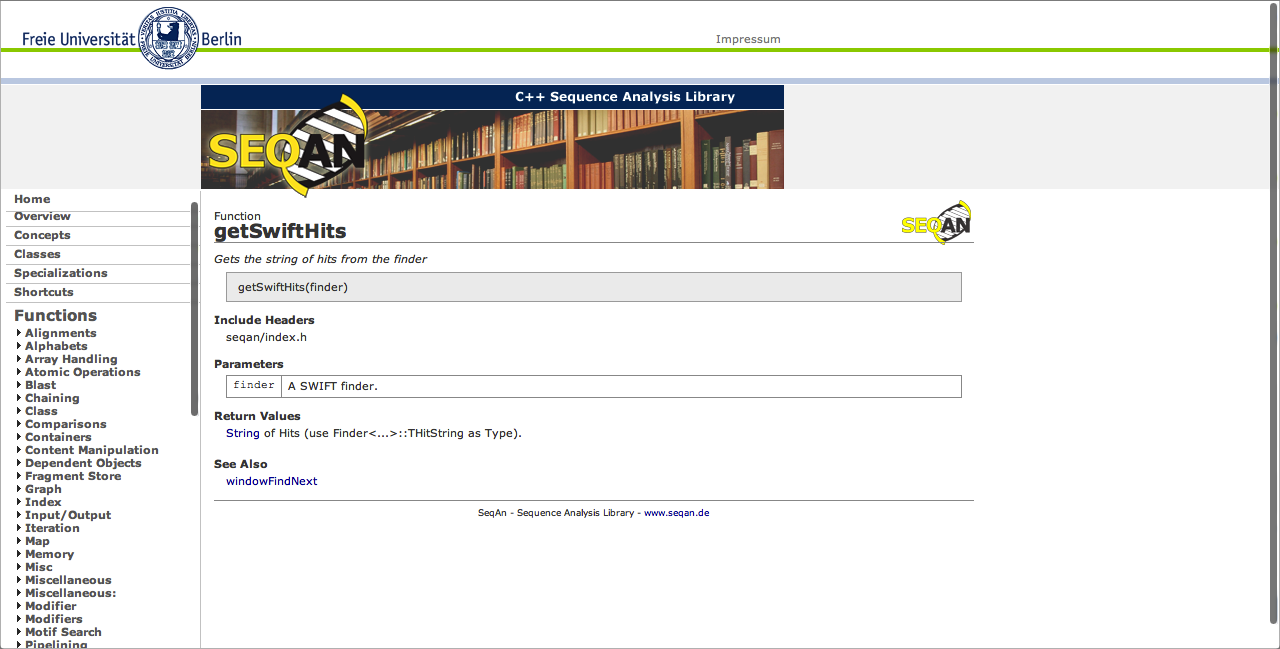 Freie Universität Berlin
Impressum
C++ Sequence Analysis Library
SEQAN
Home
Overview
Concepts
Classes
Specializations
Shortcuts
Functions
Alignments
Alphabets
Array Handling
Atomic Operations
Blast
Chaining
Class
Comparisons
Containers
Content Manipulation
Dependent Objects
Fragment Store
Graph
Index
Input/Output
Iteration
Map
Memory
Misc
Miscellaneous
Miscellaneous:
Modifier
Modifiers
Motif Search
Pipelining
Function
getSwiftHits
SEQAN
Gets the string of hits from the finder
getSwiftHits(finder)
Include Headers
seqan/index.h
Parameters
finder A SWIFT finder.
Return Values
String of Hits (use Finder<...>::THitString as Type).
See Also
windowFindNext
SeqAn - Sequence Analysis Library - www.seqan.de